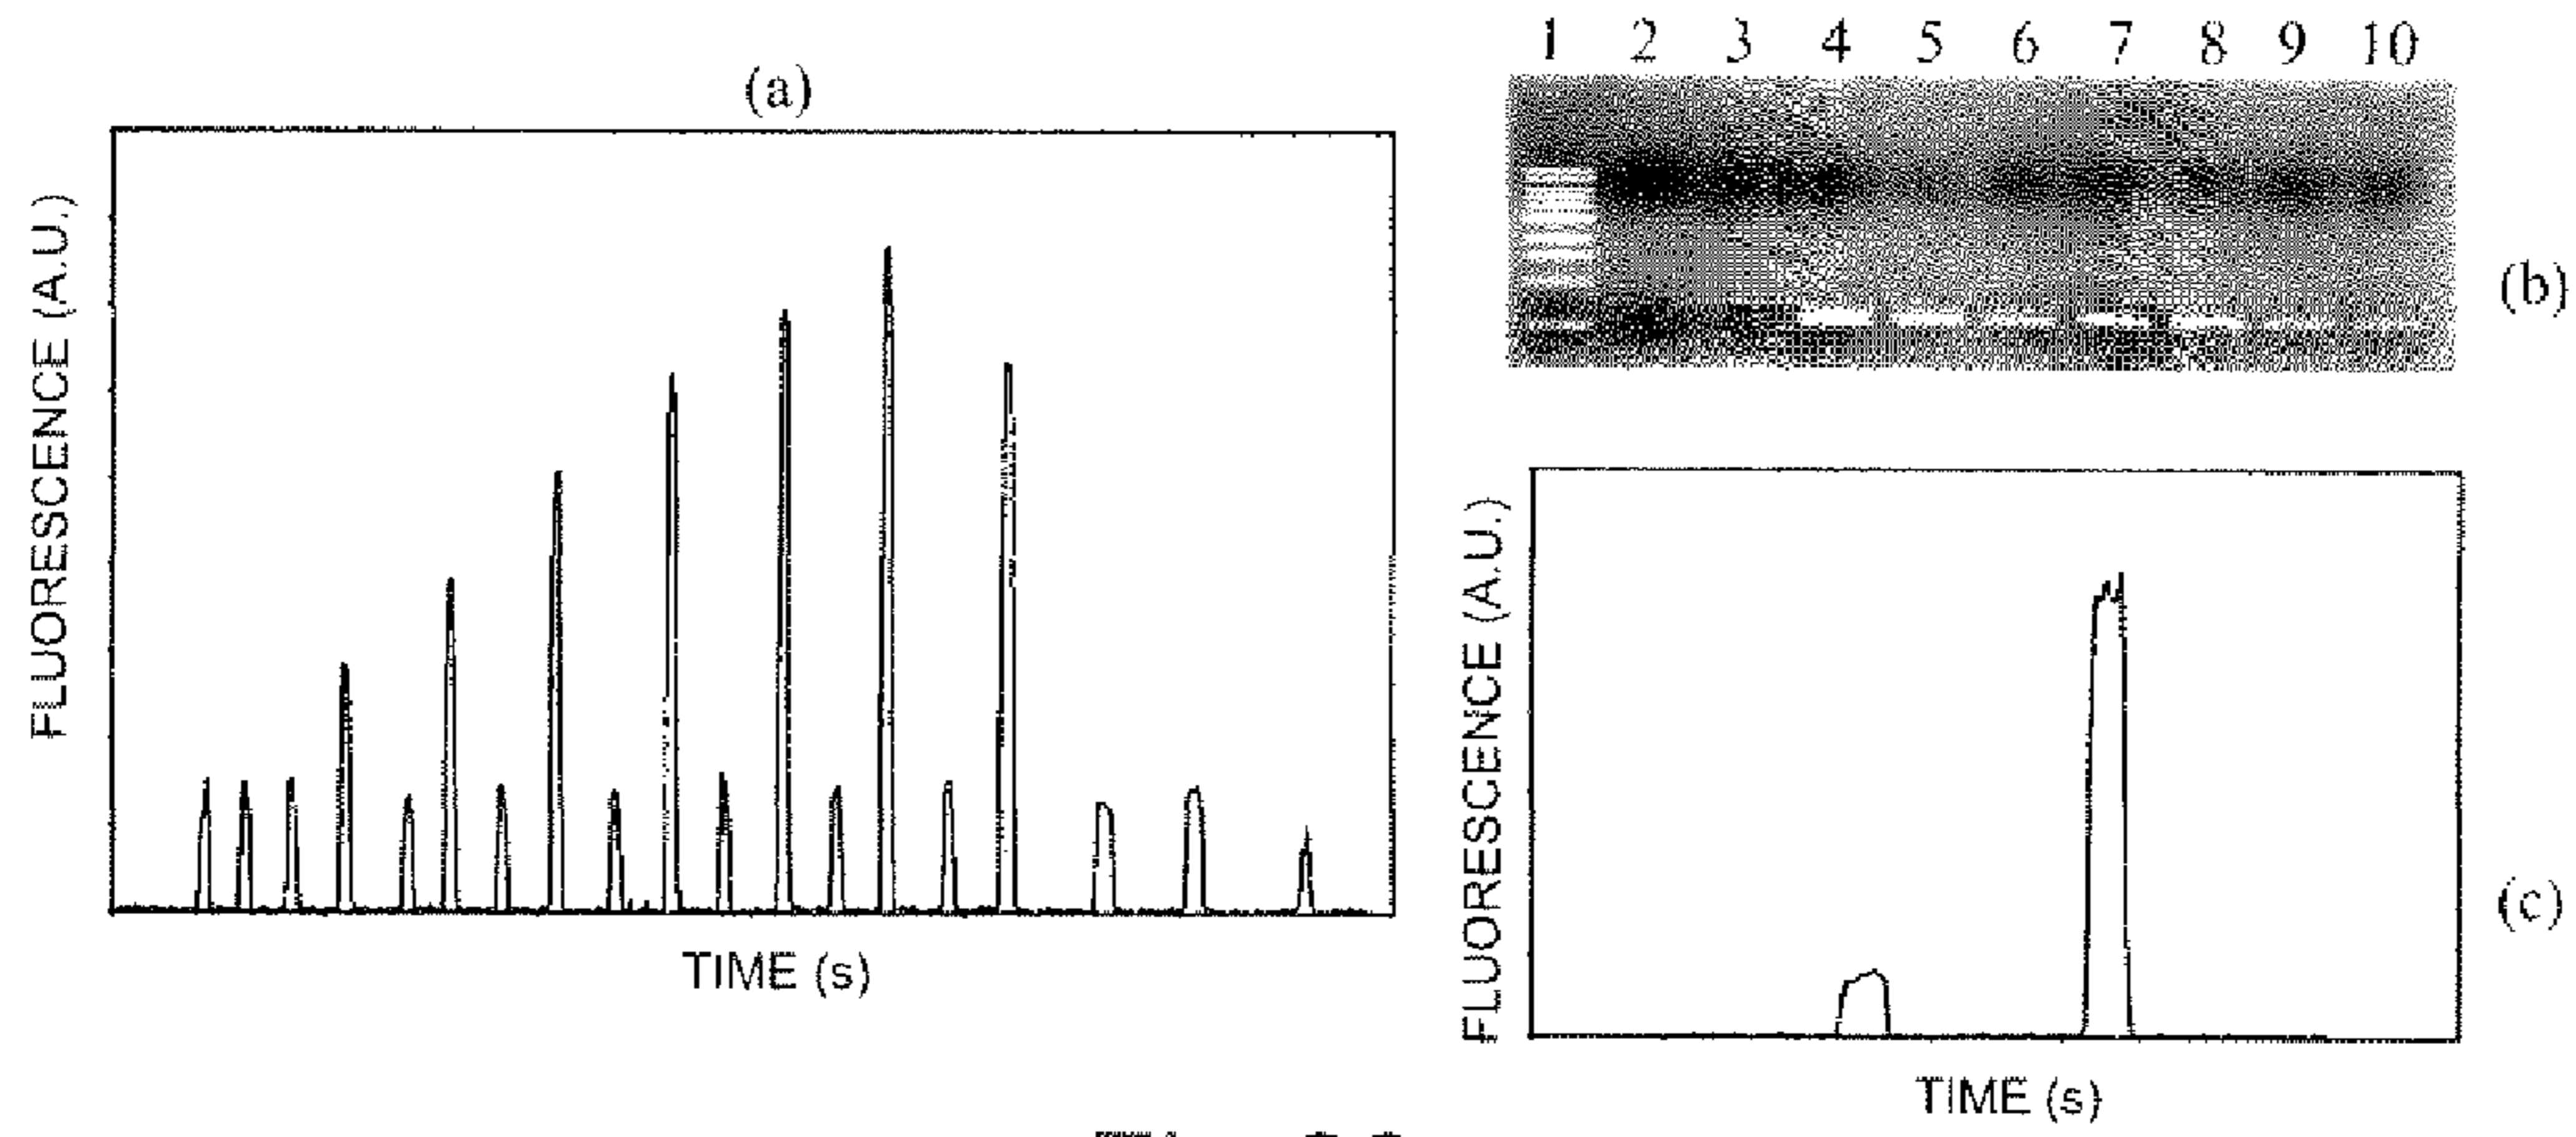 (a)
FLUORESCENCE (A.U.)
TIME (s)
1 2 3 4 5 6 7 8 9 10
(b)
FLUORESCENCE (A.U.)
TIME (s)
(c)